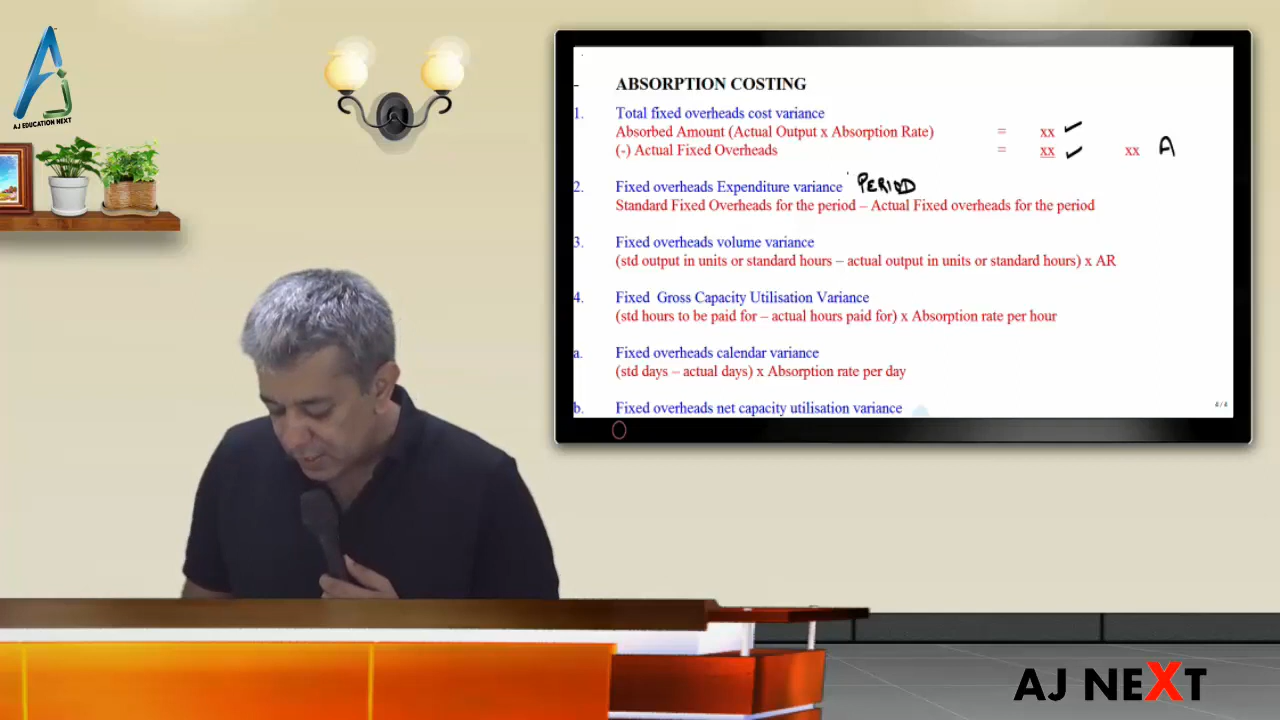 AJ EDUCATION NEXT
- ABSORPTION COSTING
1. Total fixed overheads cost variance
Absorbed Amount (Actual Output x Absorption Rate) = xx
(-) Actual Fixed Overheads = xx xx A
2. Fixed overheads Expenditure variance PERIOD
Standard Fixed Overheads for the period – Actual Fixed overheads for the period
3. Fixed overheads volume variance
(std output in units or standard hours – actual output in units or standard hours) x AR
4. Fixed Gross Capacity Utilisation Variance
(std hours to be paid for – actual hours paid for) x Absorption rate per hour
a. Fixed overheads calendar variance
(std days – actual days) x Absorption rate per day
b. Fixed overheads net capacity utilisation variance
4 / 4
AJ NEXT